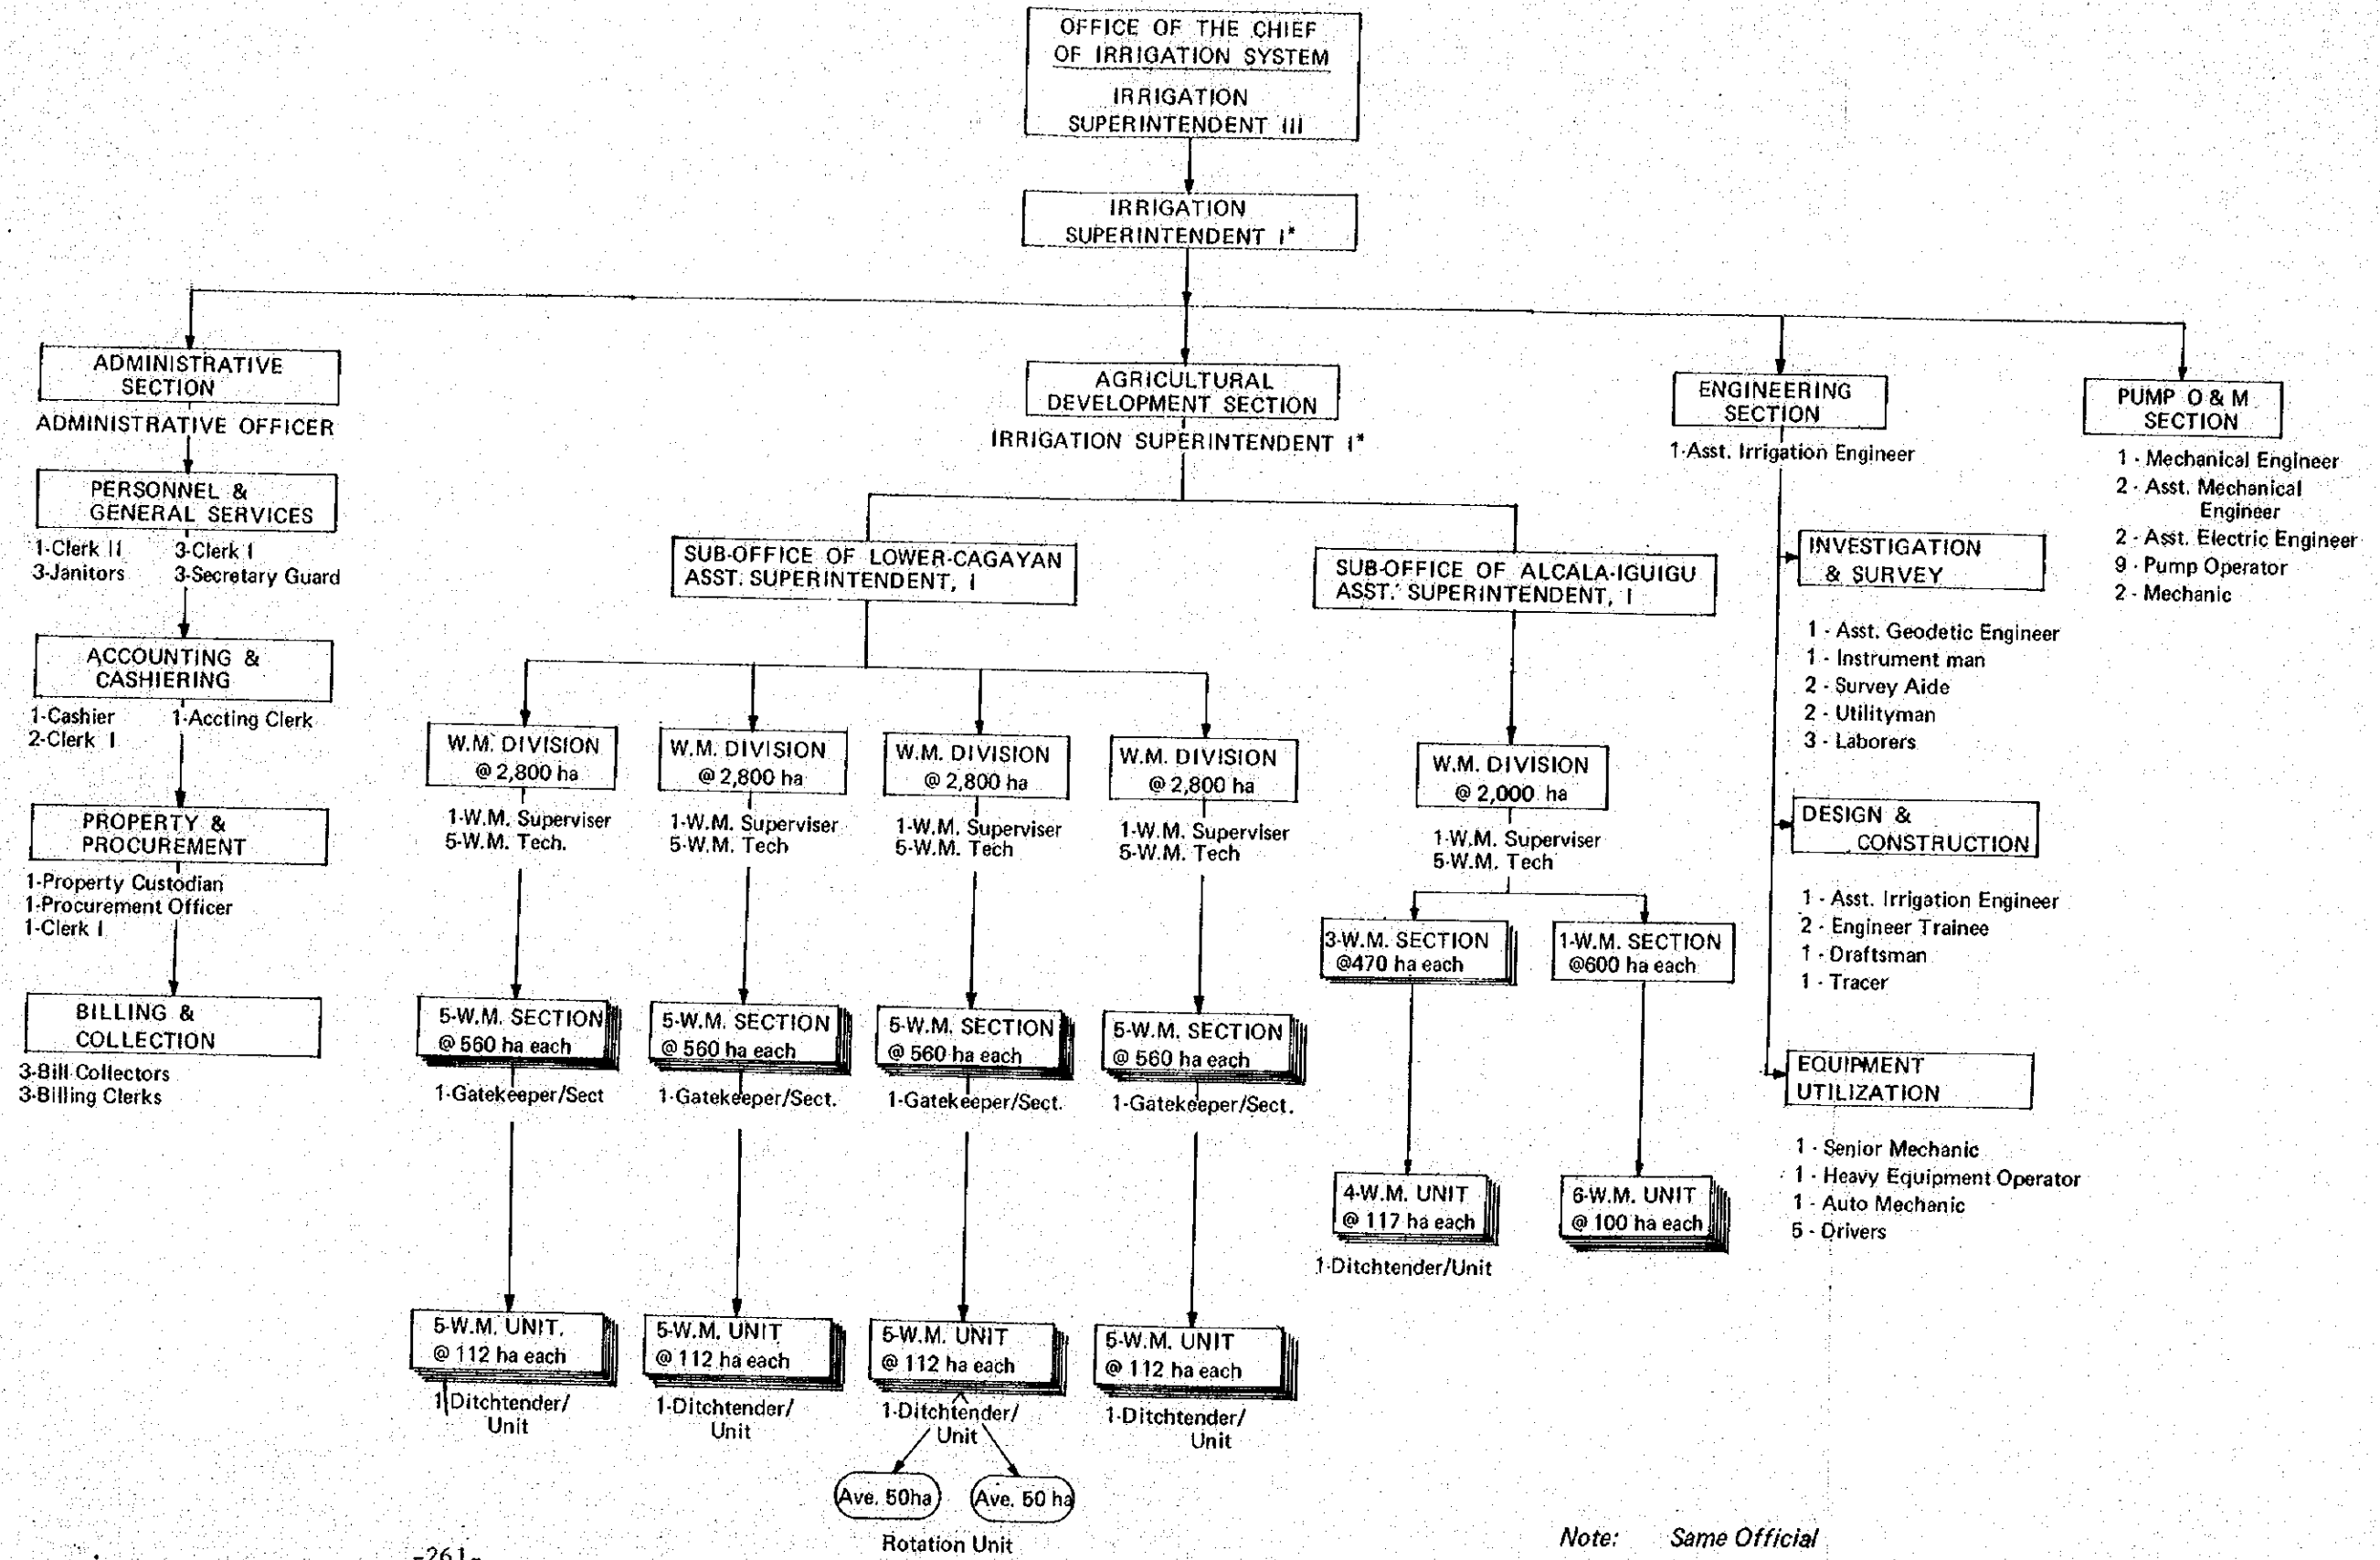 OFFICE OF THE CHIEF
OF IRRIGATION SYSTEM
IRRIGATION
SUPERINTENDENT III
IRRIGATION
SUPERINTENDENT I*
ADMINISTRATIVE
SECTION
ADMINISTRATIVE OFFICER
PERSONNEL &
GENERAL SERVICES
1-Clerk II 3-Clerk I
3-Janitors 3-Secretary Guard
ACCOUNTING &
CASHIERING
1-Cashier 1-Accting Clerk
2-Clerk I
PROPERTY &
PROCUREMENT
1-Property Custodian
1-Procurement Officer
1-Clerk I
BILLING &
COLLECTION
3-Bill Collectors
3-Billing Clerks
AGRICULTURAL
DEVELOPMENT SECTION
IRRIGATION SUPERINTENDENT I*
SUB-OFFICE OF LOWER-CAGAYAN
ASST. SUPERINTENDENT, I
W.M. DIVISION
@ 2,800 ha
1-W.M. Superviser
5-W.M. Tech.
5-W.M. SECTION
@ 560 ha each
1-Gatekeeper/Sect
5-W.M. UNIT.
@ 112 ha each
1-Ditchtender/
Unit
W.M. DIVISION
@ 2,800 ha
1-W.M. Superviser
5-W.M. Tech
5-W.M. SECTION
@ 560 ha each
1-Gatekeeper/Sect.
5-W.M. UNIT
@ 112 ha each
1-Ditchtender/
Unit
W.M. DIVISION
@ 2,800 ha
1-W.M. Superviser
5-W.M. Tech
5-W.M. SECTION
@ 560 ha each
1-Gatekeeper/Sect.
5-W.M. UNIT
@ 112 ha each
1-Ditchtender/
Unit
Ave. 50ha Ave. 50 ha
Rotation Unit
W.M. DIVISION
@ 2,800 ha
1-W.M. Superviser
5-W.M. Tech
5-W.M. SECTION
@ 560 ha each
1-Gatekeeper/Sect.
5-W.M. UNIT
@ 112 ha each
1-Ditchtender/
Unit
SUB-OFFICE OF ALCALA-IGUIGU
ASST. SUPERINTENDENT, I
W.M. DIVISION
@ 2,000 ha
1-W.M. Superviser
5-W.M. Tech
3-W.M. SECTION
@470 ha each
4-W.M. UNIT
@ 117 ha each
1-Ditchtender/Unit
1-W.M. SECTION
@600 ha each
6-W.M. UNIT
@ 100 ha each
ENGINEERING
SECTION
1-Asst. Irrigation Engineer
INVESTIGATION
& SURVEY
1 - Asst. Geodetic Engineer
1 - Instrument man
2 - Survey Aide
2 - Utilityman
3 - Laborers
DESIGN &
CONSTRUCTION
1 - Asst. Irrigation Engineer
2 - Engineer Trainee
1 - Draftsman
1 - Tracer
EQUIPMENT
UTILIZATION
1 - Senior Mechanic
1 - Heavy Equipment Operator
1 - Auto Mechanic
5 - Drivers
PUMP O & M
SECTION
1 - Mechanical Engineer
2 - Asst. Mechanical
Engineer
2 - Asst. Electric Engineer
9 - Pump Operator
2 - Mechanic
Note: Same Official
-261-